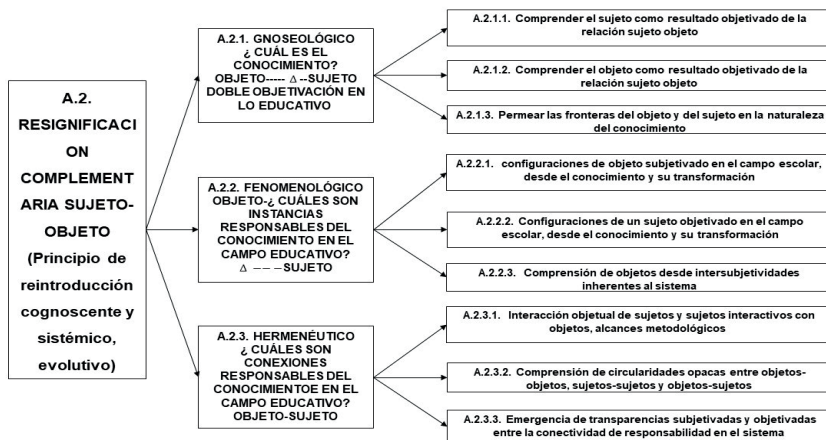 A.2.
RESIGNIFICACI
ON
COMPLEMENT
ARIA SUJETO-
OBJETO
(Principio de
reintroducción
cognoscente y
sistémico,
evolutivo)
A.2.1. GNOSEOLÓGICO
¿ CUÁL ES EL
CONOCIMIENTO?
OBJETO----- Δ --SUJETO
DOBLE OBJETIVACIÓN EN
LO EDUCATIVO
A.2.1.1. Comprender el sujeto como resultado objetivado de la
relación sujeto objeto
A.2.1.2. Comprender el objeto como resultado objetivado de la
relación sujeto objeto
A.2.1.3. Permear las fronteras del objeto y del sujeto en la naturaleza
del conocimiento
A.2.2. FENOMENOLÓGICO
OBJETO-¿ CUÁLES SON
INSTANCIAS
RESPONSABLES DEL
CONOCIMIENTO EN EL
CAMPO EDUCATIVO?
Δ – – – SUJETO
A.2.2.1. configuraciones de objeto subjetivado en el campo escolar,
desde el conocimiento y su transformación
A.2.2.2. Configuraciones de un sujeto objetivado en el campo
escolar, desde el conocimiento y su transformación
A.2.2.3. Comprensión de objetos desde intersubjetividades
inherentes al sistema
A.2.3. HERMENÉUTICO
¿ CUÁLES SON
CONEXIONES
RESPONSABLES DEL
CONOCIMIENTOE EN EL
CAMPO EDUCATIVO?
OBJETO-SUJETO
A.2.3.1. Interacción objetual de sujetos y sujetos interactivos con
objetos, alcances metodológicos
A.2.3.2. Comprensión de circularidades opacas entre objetos-
objetos, sujetos-sujetos y objetos-sujetos
A.2.3.3. Emergencia de transparencias subjetivadas y objetivadas
entre la conectividad de responsabilidad en el sistema